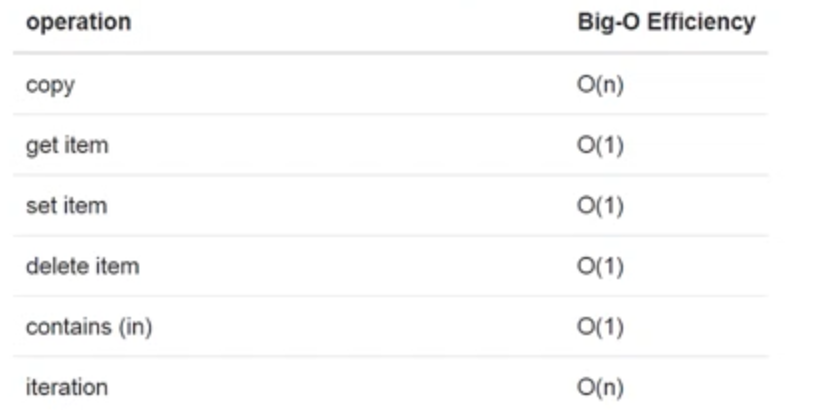 operation Big-O Efficiency
copy O(n)
get item O(1)
set item O(1)
delete item O(1)
contains (in) O(1)
iteration O(n)